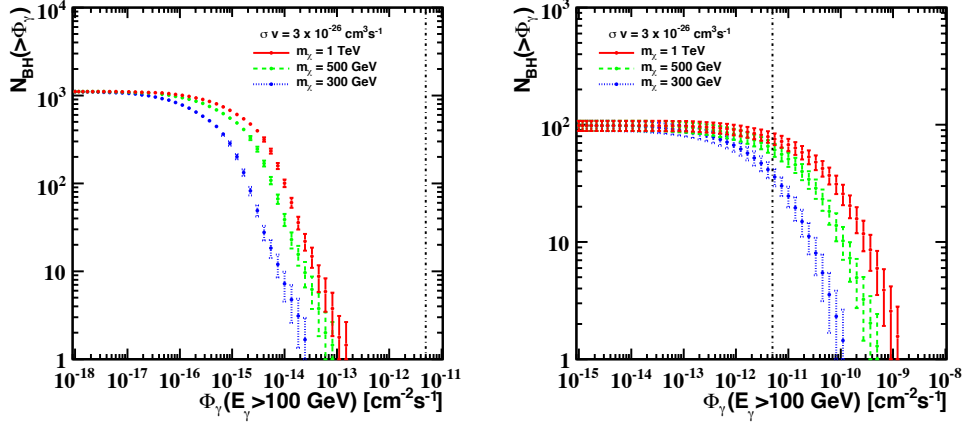 N_BH(>Φ_γ)
σ v = 3 x 10^-26 cm^3 s^-1
m_χ = 1 TeV
m_χ = 500 GeV
m_χ = 300 GeV
10^4
10^3
10^2
10
1
10^-18 10^-17 10^-16 10^-15 10^-14 10^-13 10^-12 10^-11
Φ_γ(E_γ>100 GeV) [cm^-2 s^-1]
N_BH(>Φ_γ)
σ v = 3 x 10^-26 cm^3 s^-1
m_χ = 1 TeV
m_χ = 500 GeV
m_χ = 300 GeV
10^3
10^2
10
1
10^-15 10^-14 10^-13 10^-12 10^-11 10^-10 10^-9 10^-8
Φ_γ(E_γ>100 GeV) [cm^-2 s^-1]